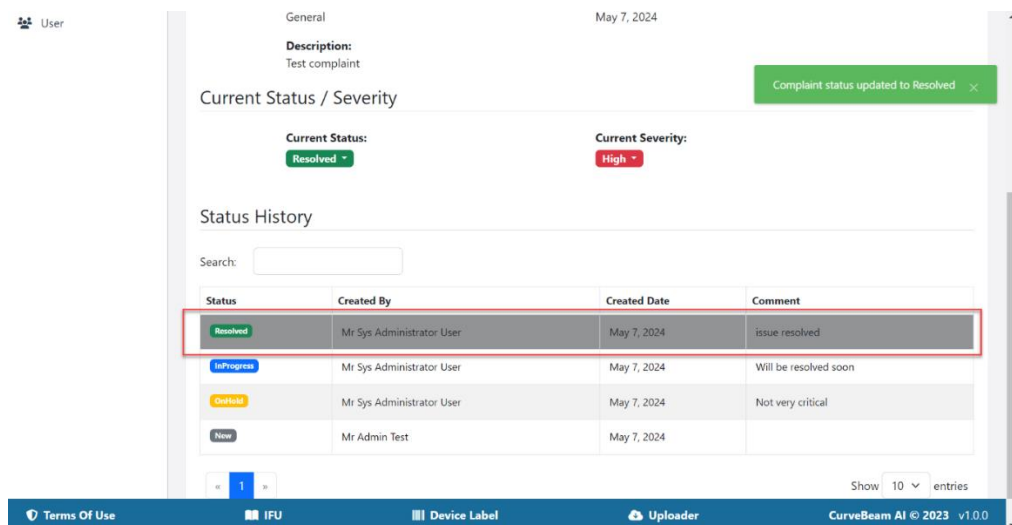 User
General May 7, 2024
Description:
Test complaint
Complaint status updated to Resolved ×
Current Status / Severity
Current Status: Current Severity:
Resolved High
Status History
Search:
Status Created By Created Date Comment
Resolved Mr Sys Administrator User May 7, 2024 issue resolved
InProgress Mr Sys Administrator User May 7, 2024 Will be resolved soon
OnHold Mr Sys Administrator User May 7, 2024 Not very critical
New Mr Admin Test May 7, 2024
« 1 » Show 10 entries
Terms Of Use IFU Device Label Uploader CurveBeam AI © 2023 v1.0.0